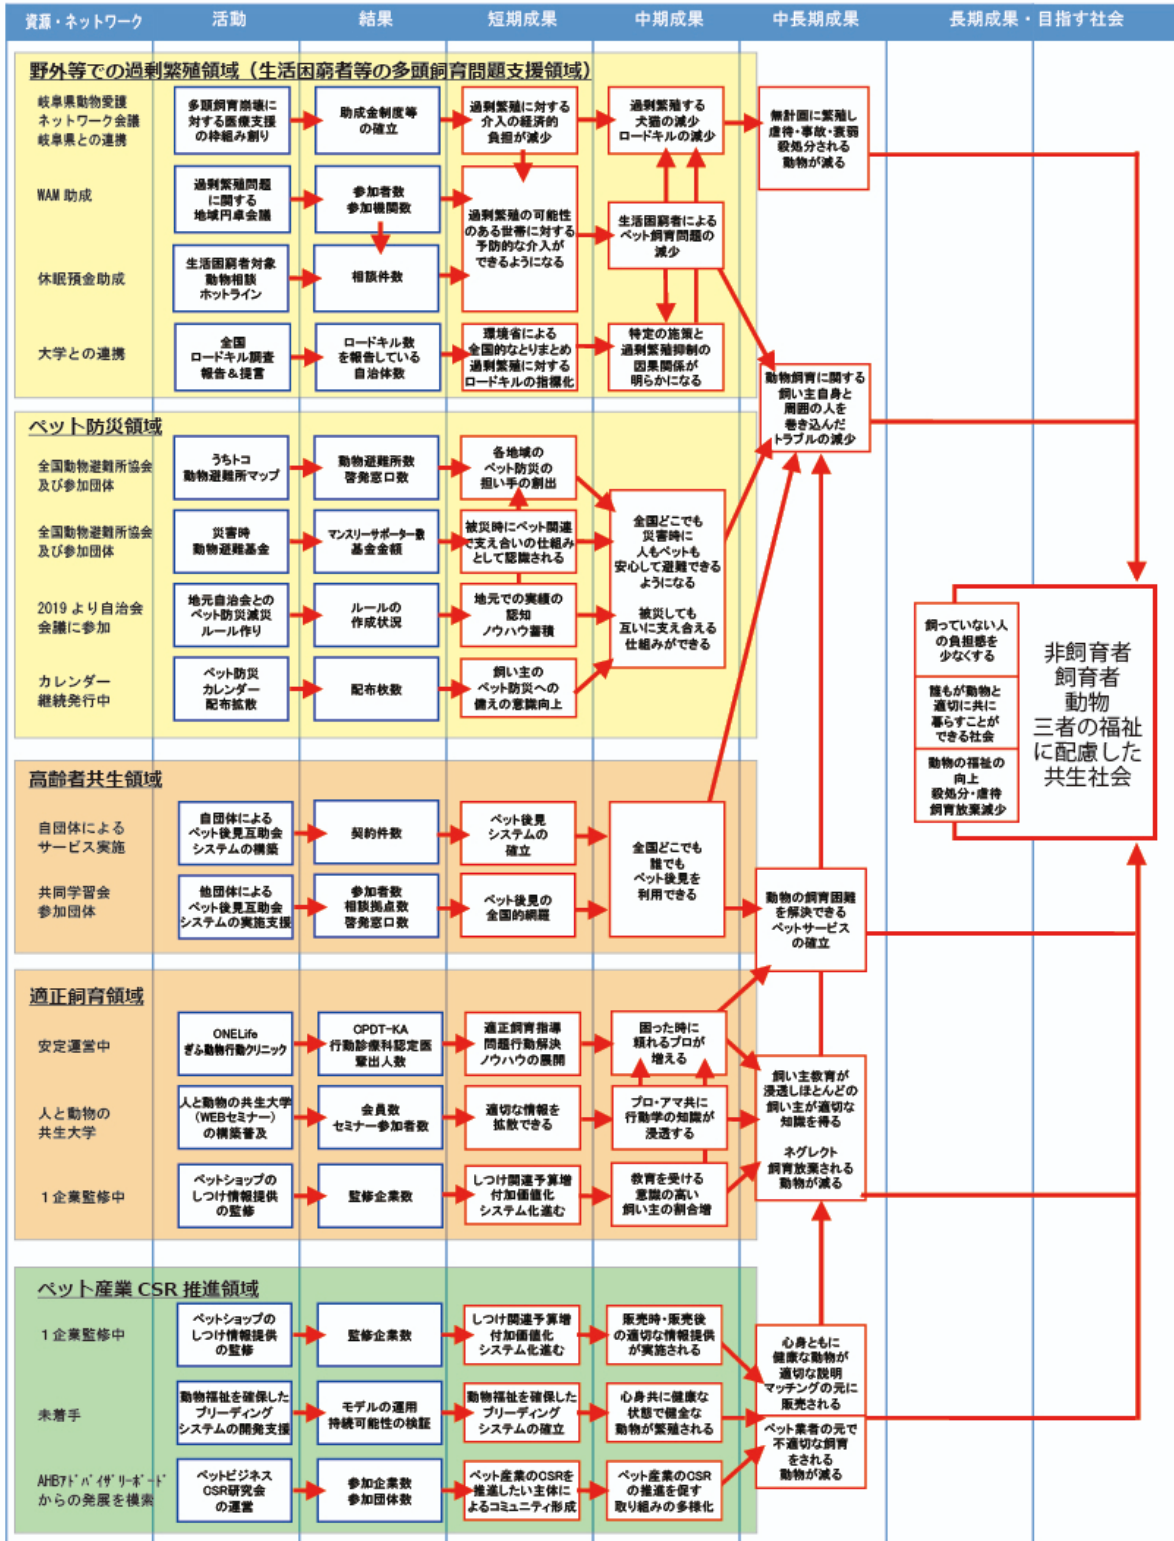 資源・ネットワーク
活動
結果
短期成果
中期成果
中長期成果
長期成果・目指す社会
野外等での過剰繁殖領域（生活困窮者等の多頭飼育問題支援領域）
岐阜県動物愛護
ネットワーク会議
岐阜県との連携
多頭飼育崩壊に
対する医療支援
の枠組み創り
助成金制度等
の確立
過剰繁殖に対する
介入の経済的
負担が減少
過剰繁殖する
犬猫の減少
ロードキルの減少
無計画に繁殖し
虐待・事故・衰弱
殺処分される
動物が減る
WAM 助成
過剰繁殖問題
に関する
地域円卓会議
参加者数
参加機関数
過剰繁殖の可能性
のある世帯に対する
予防的な介入が
できるようになる
生活困窮者による
ペット飼育問題の
減少
休眠預金助成
生活困窮者対象
動物相談
ホットライン
相談件数
大学との連携
全国
ロードキル調査
報告＆提言
ロードキル数
を報告している
自治体数
環境省による
全国的なとりまとめ
過剰繁殖に対する
ロードキルの指標化
特定の施策と
過剰繁殖抑制の
因果関係が
明らかになる
動物飼育に関する
飼い主自身と
周囲の人を
巻き込んだ
トラブルの減少
ペット防災領域
全国動物避難所協会
及び参加団体
うちトコ
動物避難所マップ
動物避難所数
啓発窓口数
各地域の
ペット防災の
担い手の創出
全国どこでも
災害時に
人もペットも
安心して避難できる
ようになる
被災しても
互いに支え合える
仕組みができる
全国動物避難所協会
及び参加団体
災害時
動物避難基金
マンスリーサポーター数
基金金額
被災時にペット関連
で支え合いの仕組み
として認識される
2019 より自治会
会議に参加
地元自治会との
ペット防災減災
ルール作り
ルールの
作成状況
地元での実績の
認知
ノウハウ蓄積
カレンダー
継続発行中
ペット防災
カレンダー
配布拡散
配布枚数
飼い主の
ペット防災への
備えの意識向上
飼っていない人
の負担感を
少なくする
誰もが動物と
適切に共に
暮らすことが
できる社会
動物の福祉の
向上
殺処分・虐待
飼育放棄減少
非飼育者
飼育者
動物
三者の福祉
に配慮した
共生社会
高齢者共生領域
自団体による
サービス実施
自団体による
ペット後見互助会
システムの構築
契約件数
ペット後見
システムの
確立
全国どこでも
誰でも
ペット後見を
利用できる
共同学習会
参加団体
他団体による
ペット後見互助会
システムの実施支援
参加者数
相談拠点数
啓発窓口数
ペット後見の
全国的網羅
動物の飼育困難
を解決できる
ペットサービス
の確立
適正飼育領域
安定運営中
ONELife
ぎふ動物行動クリニック
CPDT-KA
行動診療科認定医
輩出人数
適正飼育指導
問題行動解決
ノウハウの展開
困った時に
頼れるプロが
増える
飼い主教育が
浸透しほとんどの
飼い主が適切な
知識を得る
ネグレクト
飼育放棄される
動物が減る
人と動物の
共生大学
人と動物の共生大学
（WEBセミナー）
の構築普及
会員数
セミナー参加者数
適切な情報を
拡散できる
プロ・アマ共に
行動学の知識が
浸透する
1 企業監修中
ペットショップの
しつけ情報提供
の監修
監修企業数
しつけ関連予算増
付加価値化
システム化進む
教育を受ける
意識の高い
飼い主の割合増
ペット産業 CSR 推進領域
1 企業監修中
ペットショップの
しつけ情報提供
の監修
監修企業数
しつけ関連予算増
付加価値化
システム化進む
販売時・販売後
の適切な情報提供
が実施される
心身ともに
健康な動物が
適切な説明
マッチングの元に
販売される
未着手
動物福祉を確保した
ブリーディング
システムの開発支援
モデルの運用
持続可能性の検証
動物福祉を確保した
ブリーディング
システムの確立
心身共に健康な
状態で健全な
動物が繁殖される
ペット業者の元で
不適切な飼育
をされる
動物が減る
AHBｱﾄﾞﾊﾞｲｻﾞﾘｰﾎﾞｰﾄﾞ
からの発展を模索
ペットビジネス
CSR研究会
の運営
参加企業数
参加団体数
ペット産業のCSRを
推進したい主体に
よるコミュニティ形成
ペット産業のCSR
の推進を促す
取り組みの多様化